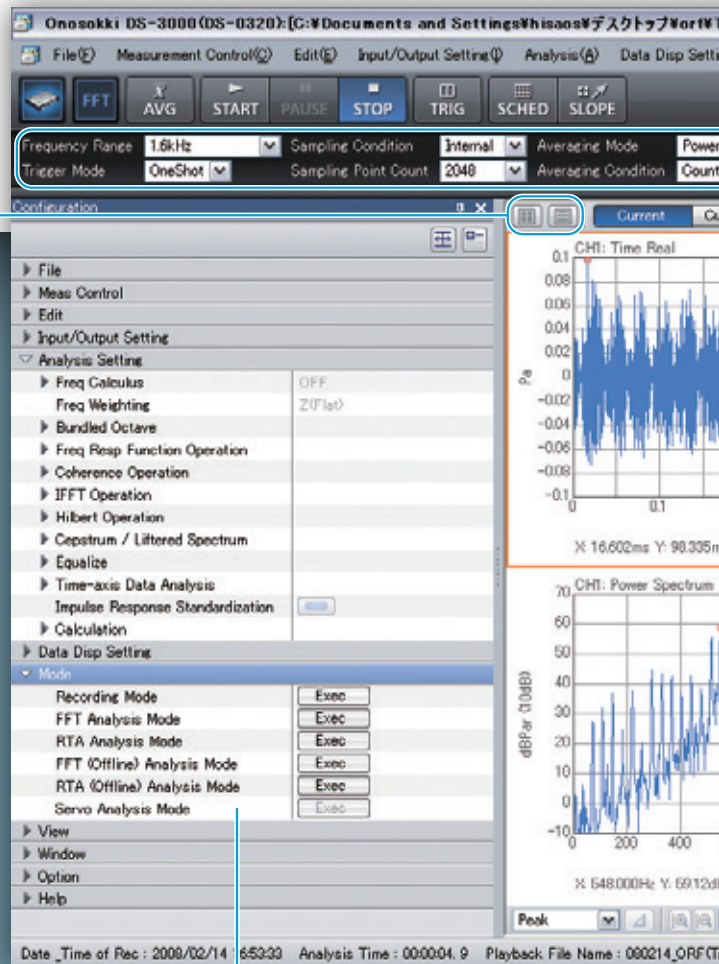 Onosokki DS-3000(DS-0320):[C:¥Documents and Settings¥hisaos¥デスクトップ¥orf¥
File(F) Measurement Control(C) Edit(E) Input/Output Setting(I) Analysis(A) Data Disp Setti
FFT X AVG START PAUSE STOP TRIG SCHED SLOPE
Frequency Range 1.6kHz Sampling Condition Internal Averaging Mode Power
Trigger Mode OneShot Sampling Point Count 2048 Averaging Condition Count
Configuration
Current Cu
File
Meas Control
Edit
Input/Output Setting
Analysis Setting
Freq Calculus OFF
Freq Weighting Z(Flat)
Bundled Octave
Freq Resp Function Operation
Coherence Operation
IFFT Operation
Hilbert Operation
Cepstrum / Liftered Spectrum
Equalize
Time-axis Data Analysis
Impulse Response Standardization
Calculation
Data Disp Setting
Mode
Recording Mode Exec
FFT Analysis Mode Exec
RTA Analysis Mode Exec
FFT (Offline) Analysis Mode Exec
RTA (Offline) Analysis Mode Exec
Servo Analysis Mode Exec
View
Window
Option
Help
CH1: Time Real
0.1
0.08
0.06
0.04
0.02
0
-0.02
-0.04
-0.06
-0.08
-0.1
Pa
0 0.1
X: 16.602ms Y: 98.335m
CH1: Power Spectrum
70
60
50
40
30
20
10
0
-10
dBPar (10dB)
0 200 400
X: 548.000Hz Y: 59.12d
Peak
Date_Time of Rec : 2008/02/14 16:53:33 Analysis Time : 00:00:04. 9 Playback File Name : 080214_ORF(T